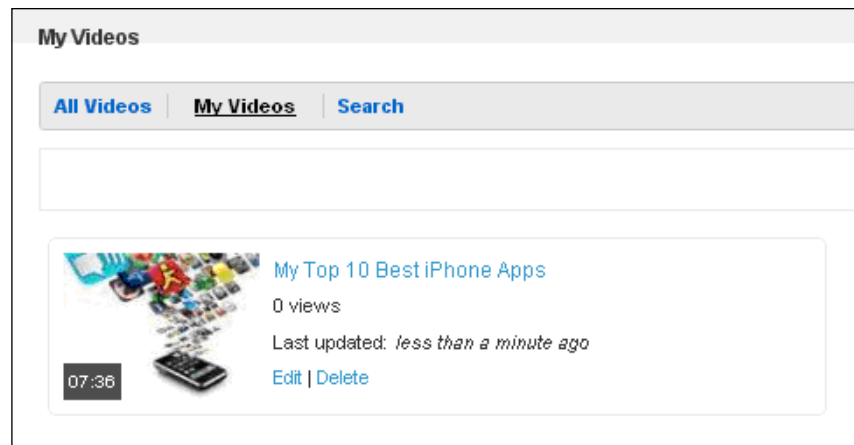 My Videos
All Videos My Videos Search
My Top 10 Best iPhone Apps
0 views
Last updated: less than a minute ago
Edit | Delete
07:36